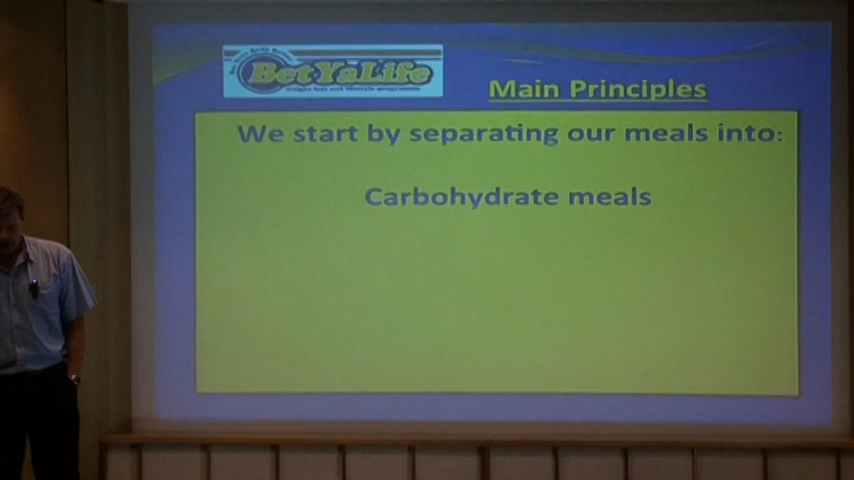 BetYaLife
Main Principles
We start by separating our meals into:
Carbohydrate meals